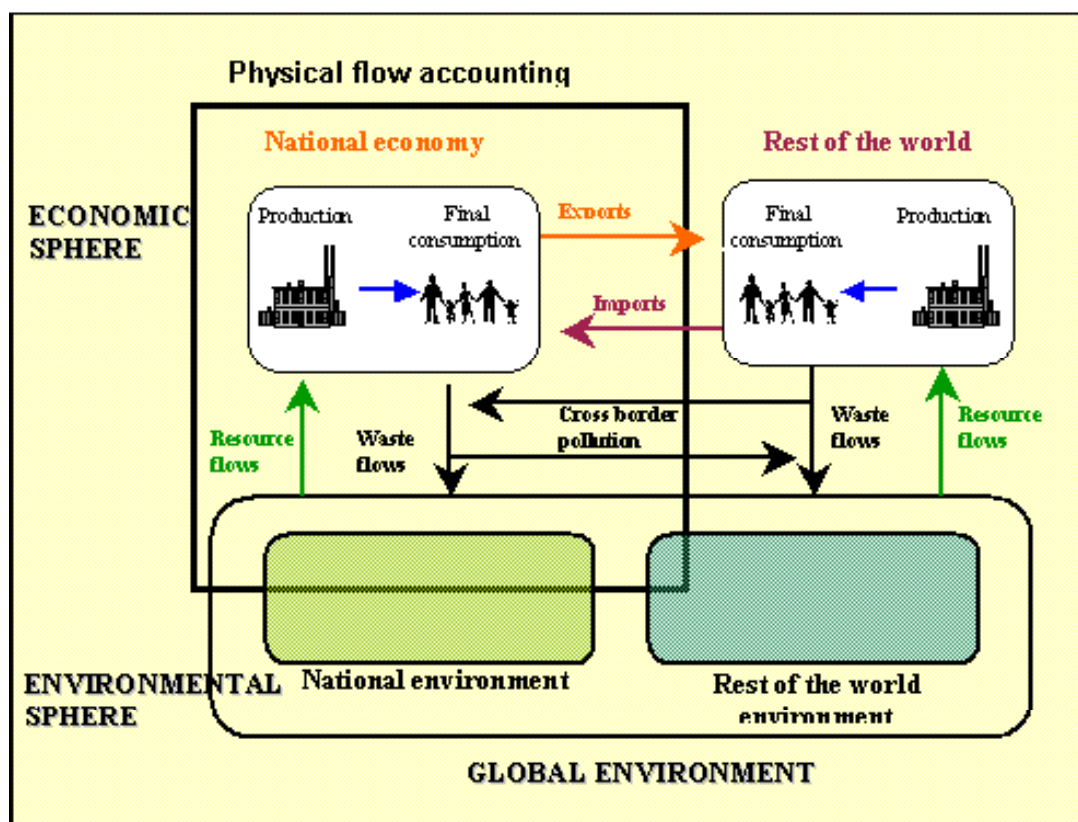 Physical flow accounting
National economy
Rest of the world
ECONOMIC
SPHERE
Production
Final
consumption
Exports
Imports
Final
consumption
Production
Resource
flows
Waste
flows
Cross border
pollution
Waste
flows
Resource
flows
National environment
Rest of the world
environment
ENVIRONMENTAL
SPHERE
GLOBAL ENVIRONMENT